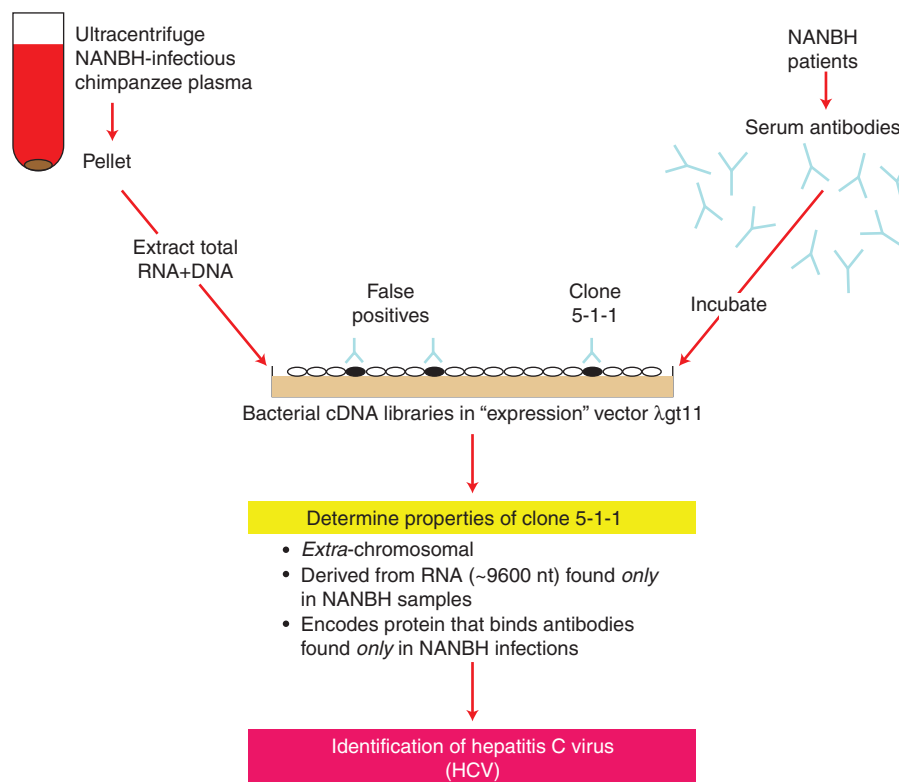 Ultracentrifuge
NANBH-infectious
chimpanzee plasma
Pellet
Extract total
RNA+DNA
NANBH
patients
Serum antibodies
Incubate
False
positives
Clone
5-1-1
Bacterial cDNA libraries in “expression” vector λgt11
Determine properties of clone 5-1-1
• Extra-chromosomal
• Derived from RNA (~9600 nt) found only
in NANBH samples
• Encodes protein that binds antibodies
found only in NANBH infections
Identification of hepatitis C virus
(HCV)